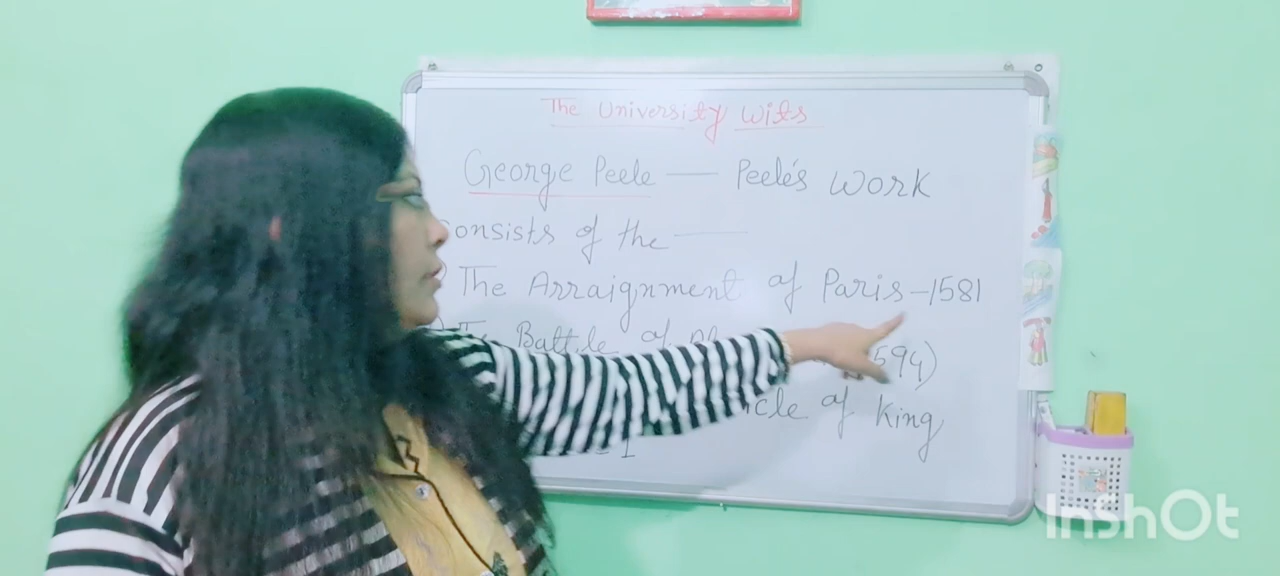 The University Wits
George Peele — Peele's Work
consists of the —
The Arraignment of Paris - 1581
Battle of 594)
cle of King
I
InShOt